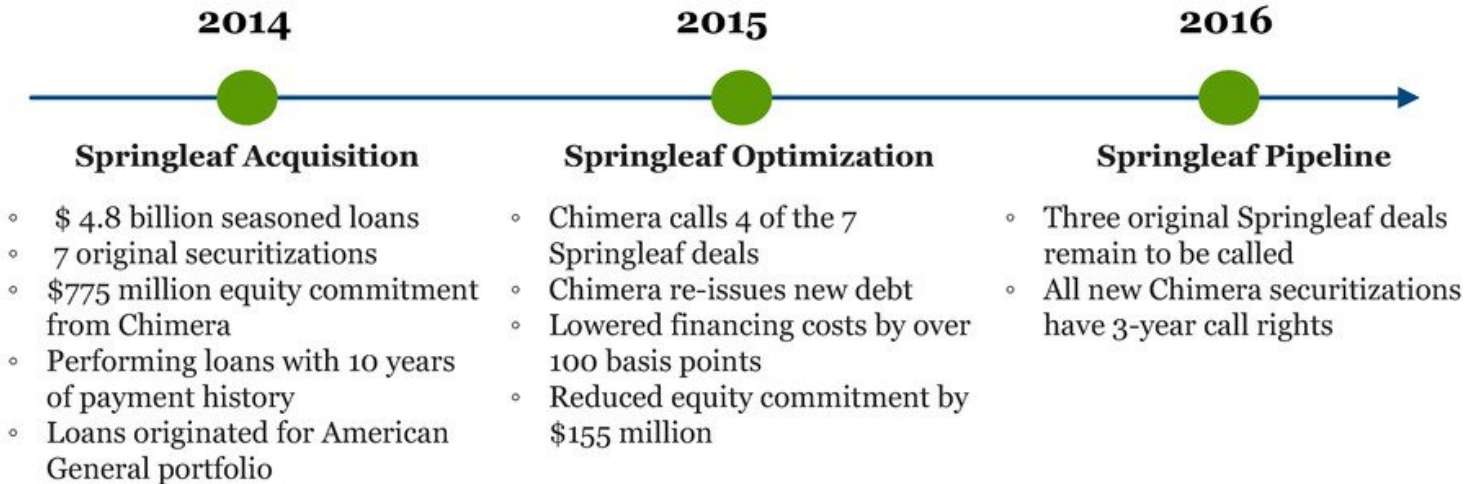 2014
Springleaf Acquisition
◦ $ 4.8 billion seasoned loans
◦ 7 original securitizations
◦ $775 million equity commitment
from Chimera
◦ Performing loans with 10 years
of payment history
◦ Loans originated for American
General portfolio
2015
Springleaf Optimization
◦ Chimera calls 4 of the 7
Springleaf deals
◦ Chimera re-issues new debt
◦ Lowered financing costs by over
100 basis points
◦ Reduced equity commitment by
$155 million
2016
Springleaf Pipeline
◦ Three original Springleaf deals
remain to be called
◦ All new Chimera securitizations
have 3-year call rights